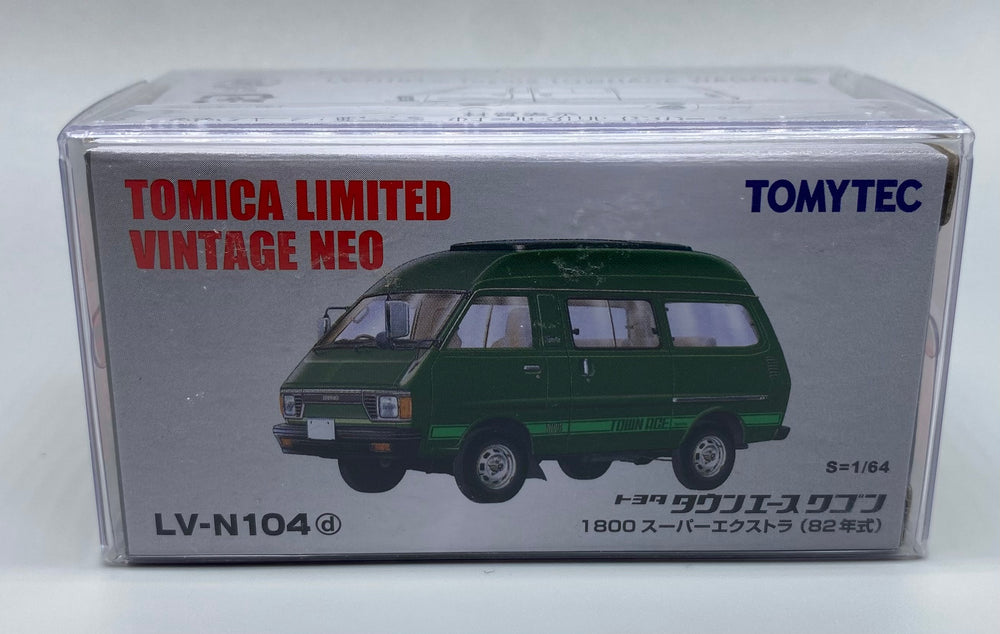 TOMICA LIMITED
VINTAGE NEO
TOMYTEC
TOWN ACE
S=1/64
LV-N104ⓓ
トヨタ タウンエース ワゴン
1800 スーパーエクストラ (82年式)